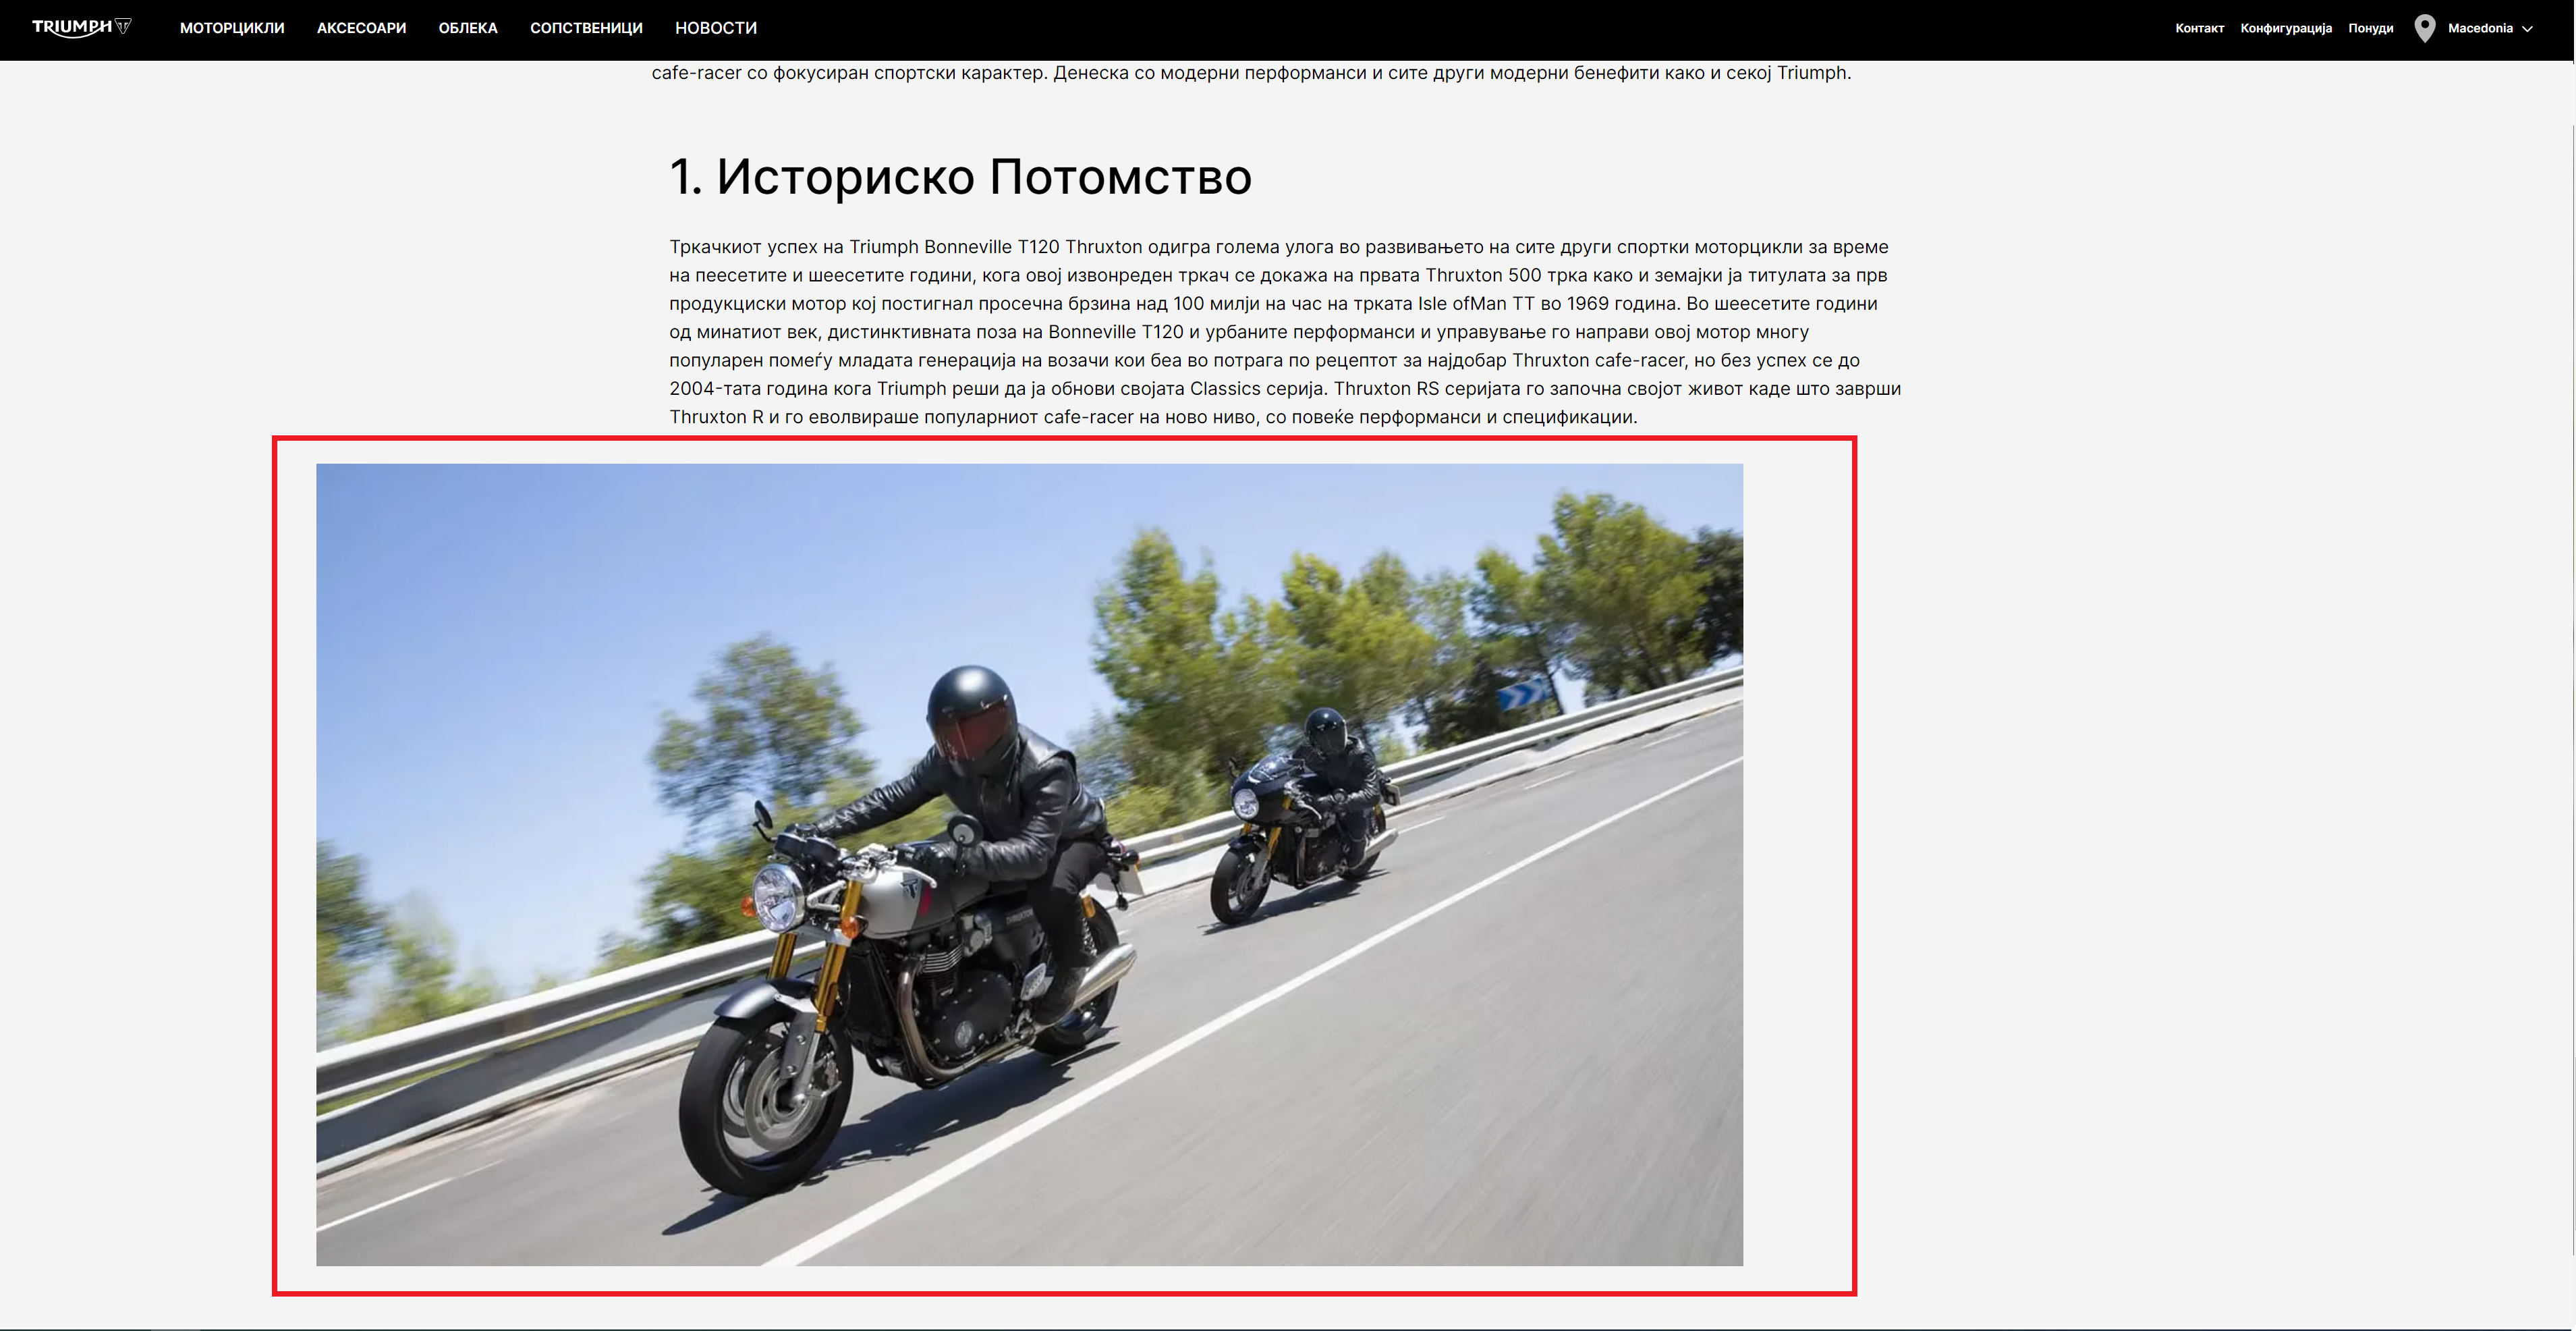 TRIUMPH МОТОРЦИКЛИ АКСЕСОАРИ ОБЛЕКА СОПСТВЕНИЦИ НОВОСТИ Контакт Конфигурација Понуди Macedonia
cafe-racer со фокусиран спортски карактер. Денеска со модерни перформанси и сите други модерни бенефити како и секој Triumph.
1. Историско Потомство
Тркачкиот успех на Triumph Bonneville T120 Thruxton одигра голема улога во развивањето на сите други спортки моторцикли за време
на пеесетите и шеесетите години, кога овој извонреден тркач се докажа на првата Thruxton 500 трка како и земајки ја титулата за прв
продукциски мотор кој постигнал просечна брзина над 100 милји на час на трката Isle ofMan TT во 1969 година. Во шеесетите години
од минатиот век, дистинктивната поза на Bonneville T120 и урбаните перформанси и управување го направи овој мотор многу
популарен помеѓу младата генерација на возачи кои беа во потрага по рецептот за најдобар Thruxton cafe-racer, но без успех се до
2004-тата година кога Triumph реши да ја обнови својата Classics серија. Thruxton RS серијата го започна својот живот каде што заврши
Thruxton R и го еволвираше популарниот cafe-racer на ново ниво, со повеќе перформанси и спецификации.